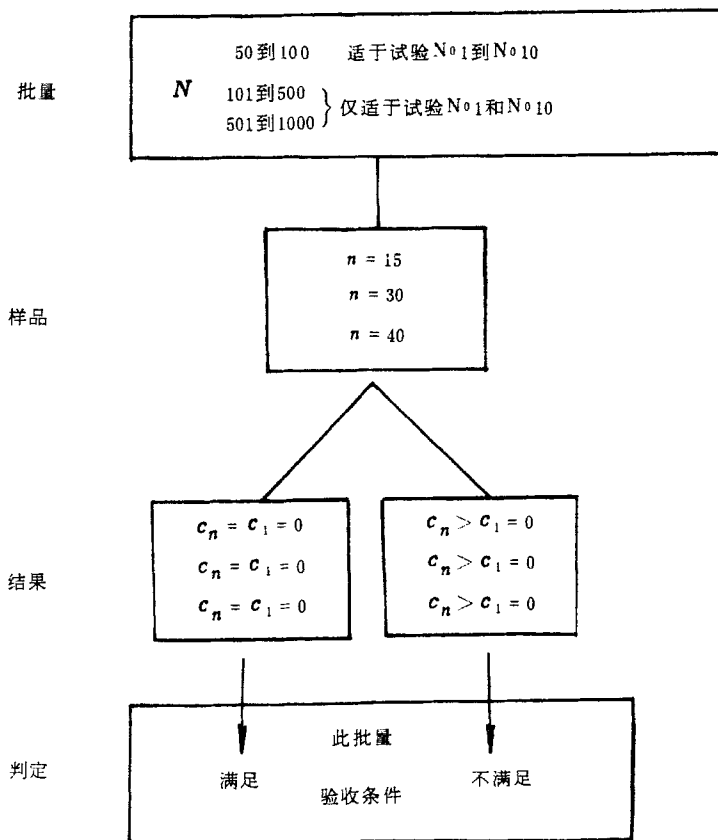 批量
N
50到100 适于试验№1到№10
101到500
501到1000
} 仅适于试验№1和№10
样品
n = 15
n = 30
n = 40
结果
cn = c1 = 0
cn = c1 = 0
cn = c1 = 0
cn > c1 = 0
cn > c1 = 0
cn > c1 = 0
判定
此批量
满足 不满足
验收条件